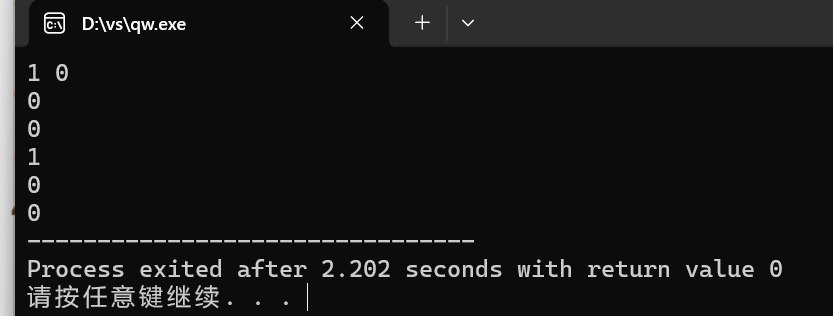 D:\vs\qw.exe
1 0
0
0
1
0
0
--------------------------------
Process exited after 2.202 seconds with return value 0
请按任意键继续. . .